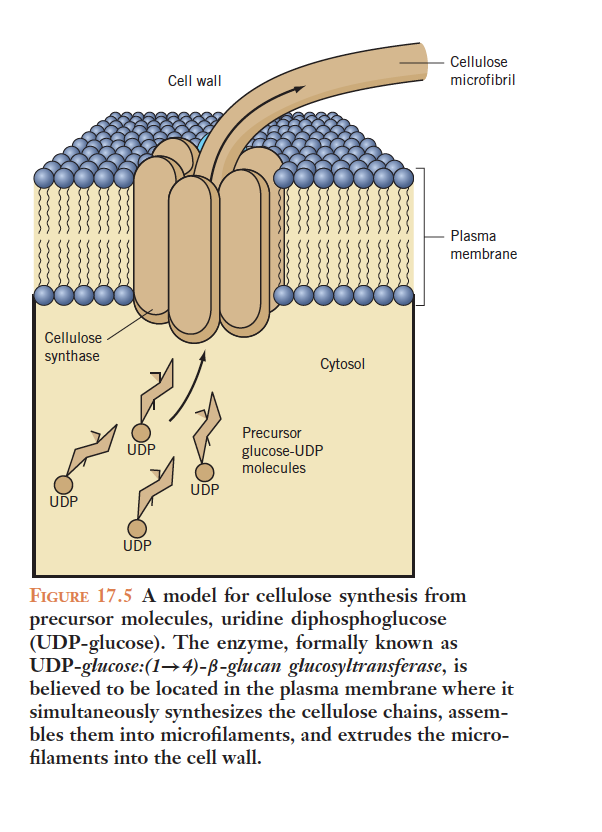 Cellulose
microfibril
Cell wall
Plasma
membrane
Cellulose
synthase
Cytosol
Precursor
glucose-UDP
molecules
UDP
UDP
UDP
UDP
FIGURE 17.5 A model for cellulose synthesis from
precursor molecules, uridine diphosphoglucose
(UDP-glucose). The enzyme, formally known as
UDP-glucose:(1→4)-β-glucan glucosyltransferase, is
believed to be located in the plasma membrane where it
simultaneously synthesizes the cellulose chains, assem-
bles them into microfilaments, and extrudes the micro-
filaments into the cell wall.